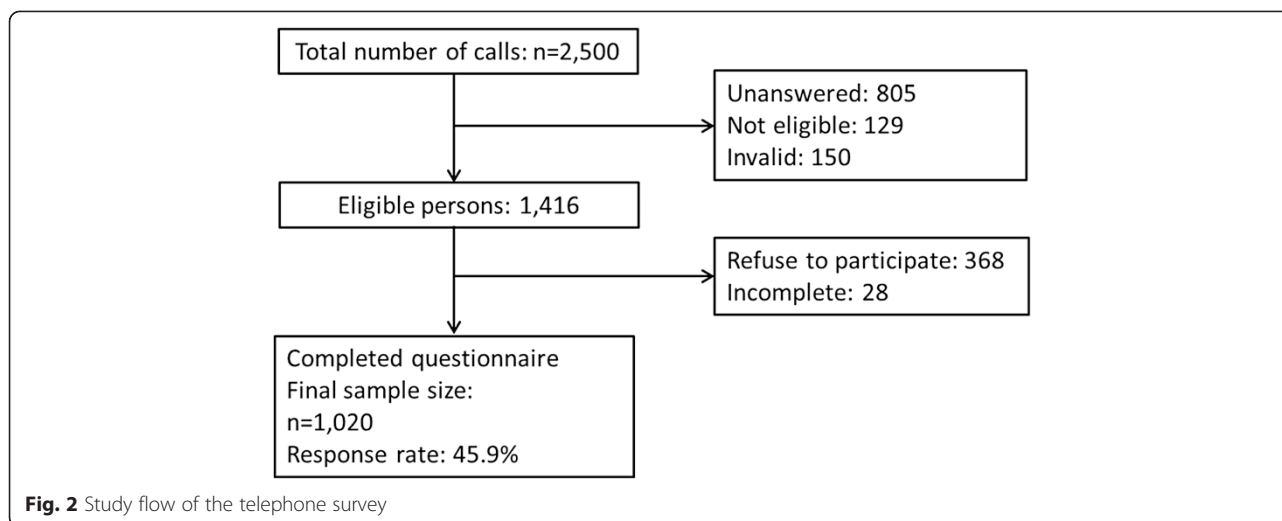 Total number of calls: n=2,500
Unanswered: 805
Not eligible: 129
Invalid: 150
Eligible persons: 1,416
Refuse to participate: 368
Incomplete: 28
Completed questionnaire
Final sample size:
n=1,020
Response rate: 45.9%
Fig. 2 Study flow of the telephone survey